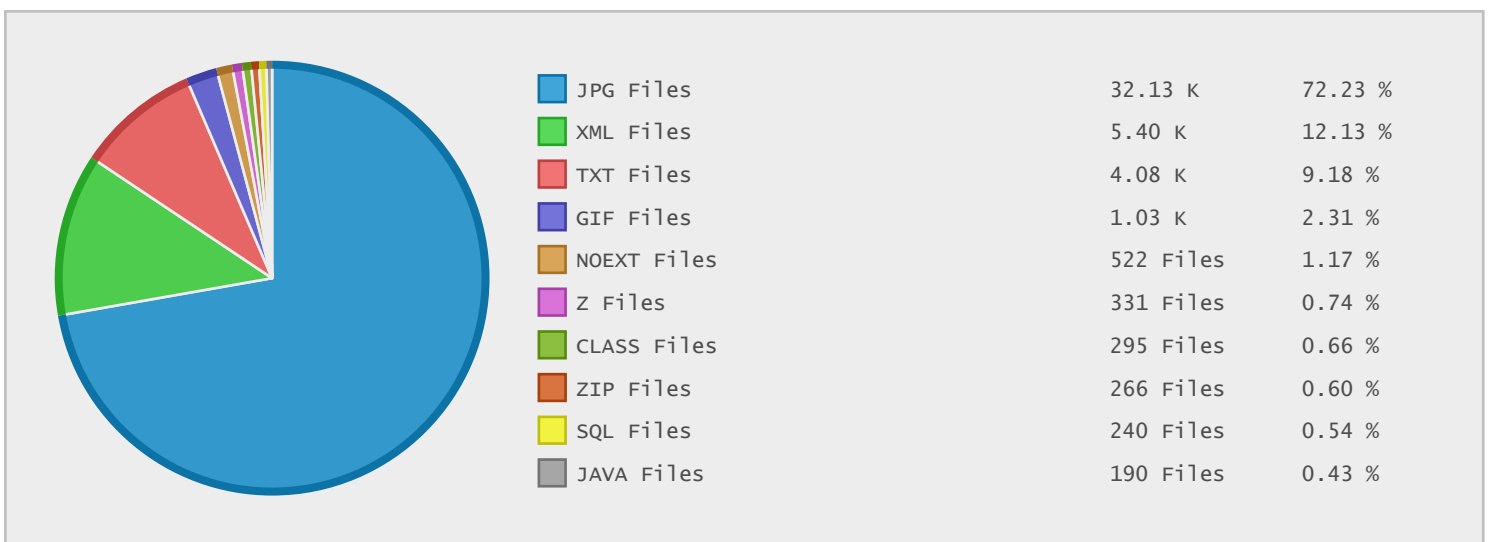 JPG Files 32.13 K 72.23 %
XML Files 5.40 K 12.13 %
TXT Files 4.08 K 9.18 %
GIF Files 1.03 K 2.31 %
NOEXT Files 522 Files 1.17 %
Z Files 331 Files 0.74 %
CLASS Files 295 Files 0.66 %
ZIP Files 266 Files 0.60 %
SQL Files 240 Files 0.54 %
JAVA Files 190 Files 0.43 %